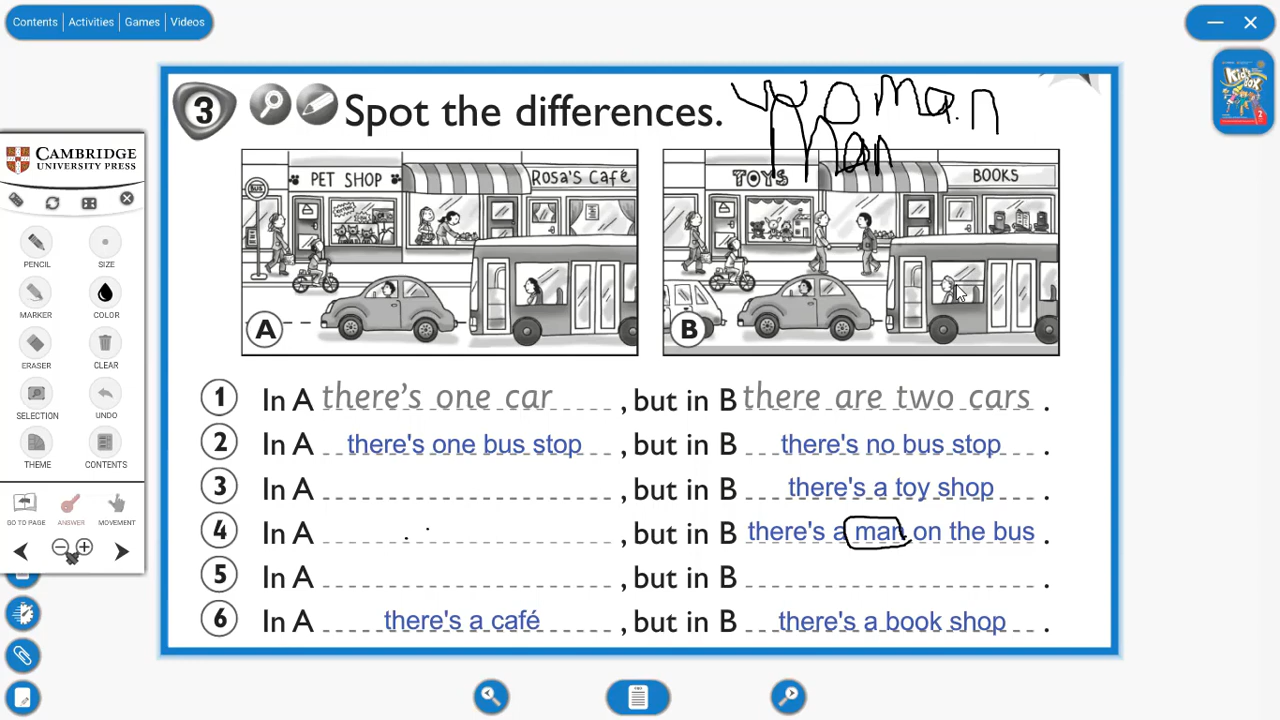 Contents Activities Games Videos
3 Spot the differences.
woman
man
BUS
PET SHOP
ROSA'S Café
A
TOYS
BOOKS
B
1 In A there's one car, but in B there are two cars.
2 In A there's one bus stop, but in B there's no bus stop.
3 In A , but in B there's a toy shop.
4 In A , but in B there's a man on the bus.
5 In A , but in B .
6 In A there's a café, but in B there's a book shop.
CAMBRIDGE
UNIVERSITY PRESS
PENCIL SIZE
MARKER COLOR
ERASER CLEAR
SELECTION UNDO
THEME CONTENTS
GO TO PAGE ANSWER MOVEMENT
Kid's Box
2